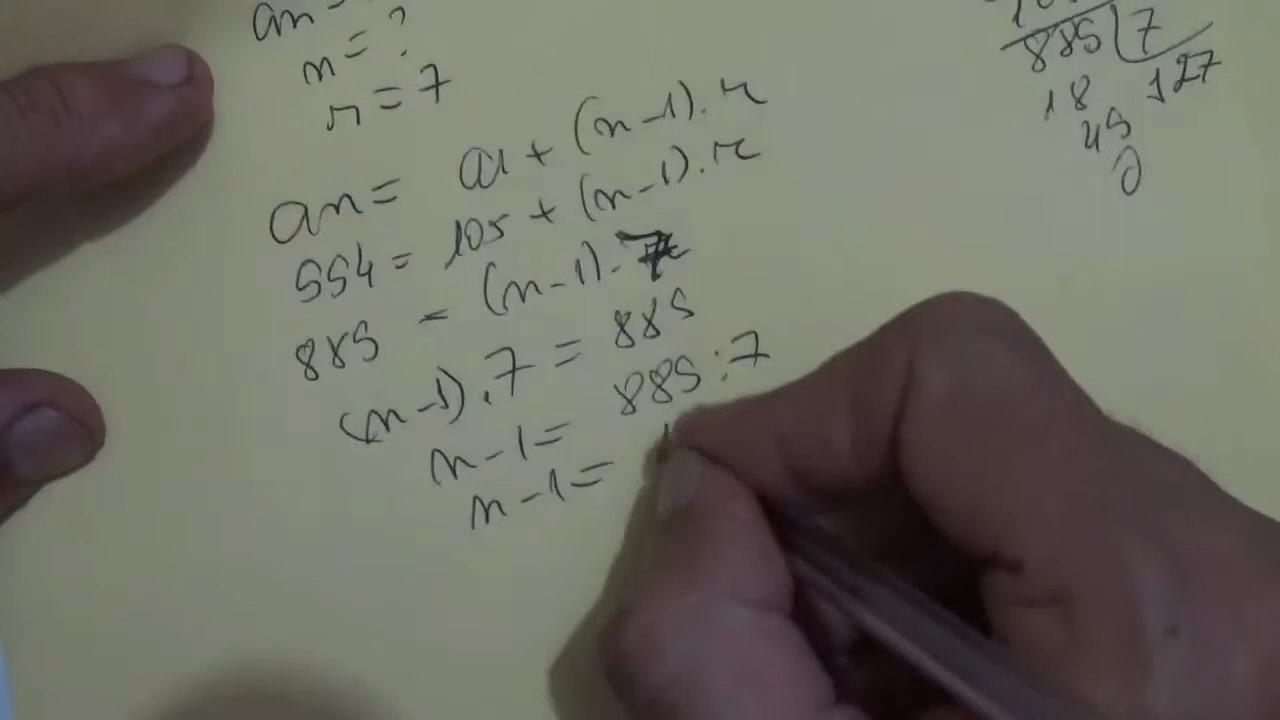 an=
n = ?
r = 7
an = a1 + (n-1).r
994 = 105 + (n-1).r
889 = (n-1).7
(n-1).7 = 889
n-1= 889:7
n-1=
889 7
18 127
49
0